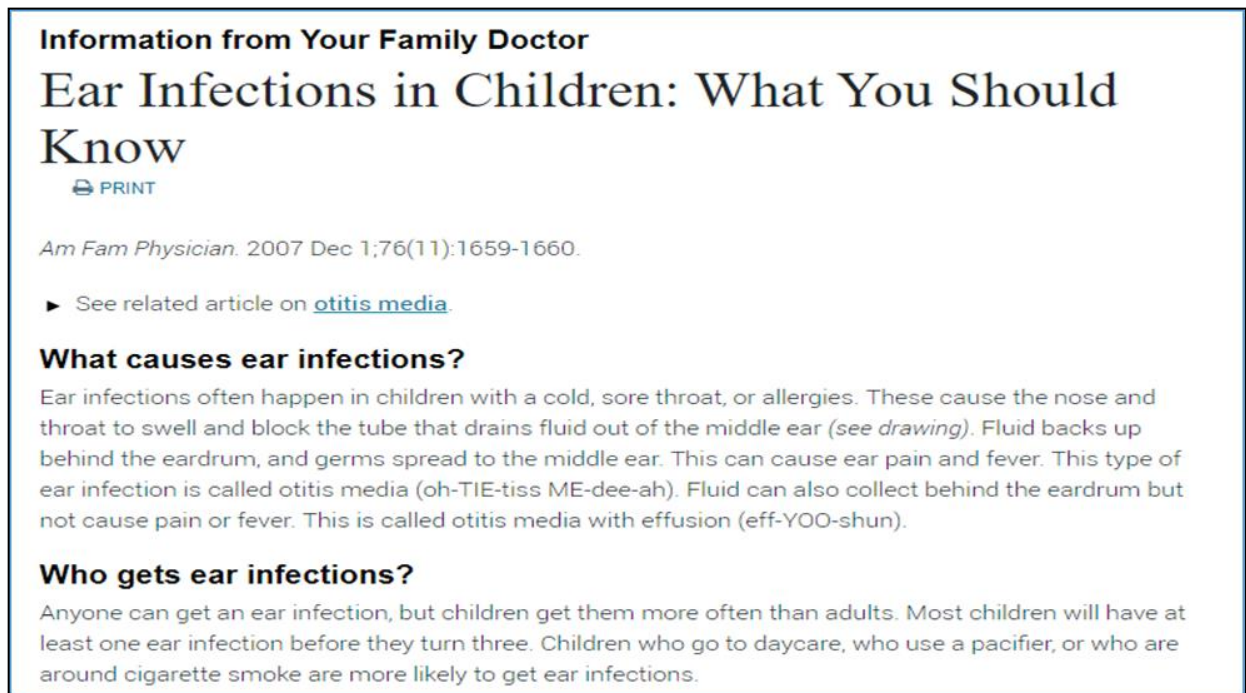 Information from Your Family Doctor
Ear Infections in Children: What You Should
Know
PRINT
Am Fam Physician. 2007 Dec 1;76(11):1659-1660.
► See related article on otitis media.
What causes ear infections?
Ear infections often happen in children with a cold, sore throat, or allergies. These cause the nose and
throat to swell and block the tube that drains fluid out of the middle ear (see drawing). Fluid backs up
behind the eardrum, and germs spread to the middle ear. This can cause ear pain and fever. This type of
ear infection is called otitis media (oh-TIE-tiss ME-dee-ah). Fluid can also collect behind the eardrum but
not cause pain or fever. This is called otitis media with effusion (eff-YOO-shun).
Who gets ear infections?
Anyone can get an ear infection, but children get them more often than adults. Most children will have at
least one ear infection before they turn three. Children who go to daycare, who use a pacifier, or who are
around cigarette smoke are more likely to get ear infections.